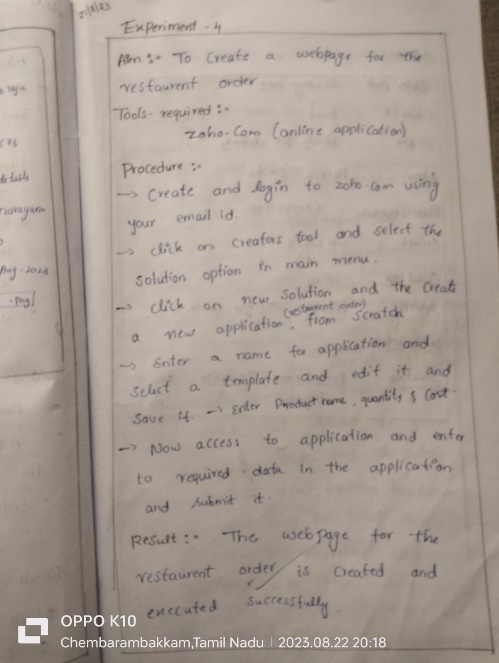 21/8/23
Experiment - 4
Aim :- To Create a webpage for the
restaurent order
Tools required :-
Zoho.Com (online application)
Procedure :-
→ Create and login to zoho.com using
your email id.
→ click on creators tool and select the
solution option in main menu.
→ click on new solution and the create
a new application (restaurent order) from scratch
→ Enter a name for application and
select a template and edit it and
save it → Enter Product name, quantity & cost.
→ Now access to application and enter
to required data in the application
and submit it.
Result :- The webpage for the
restaurent order is created and
executed successfully.
OPPO K10
Chembarambakkam,Tamil Nadu | 2023.08.22 20:18